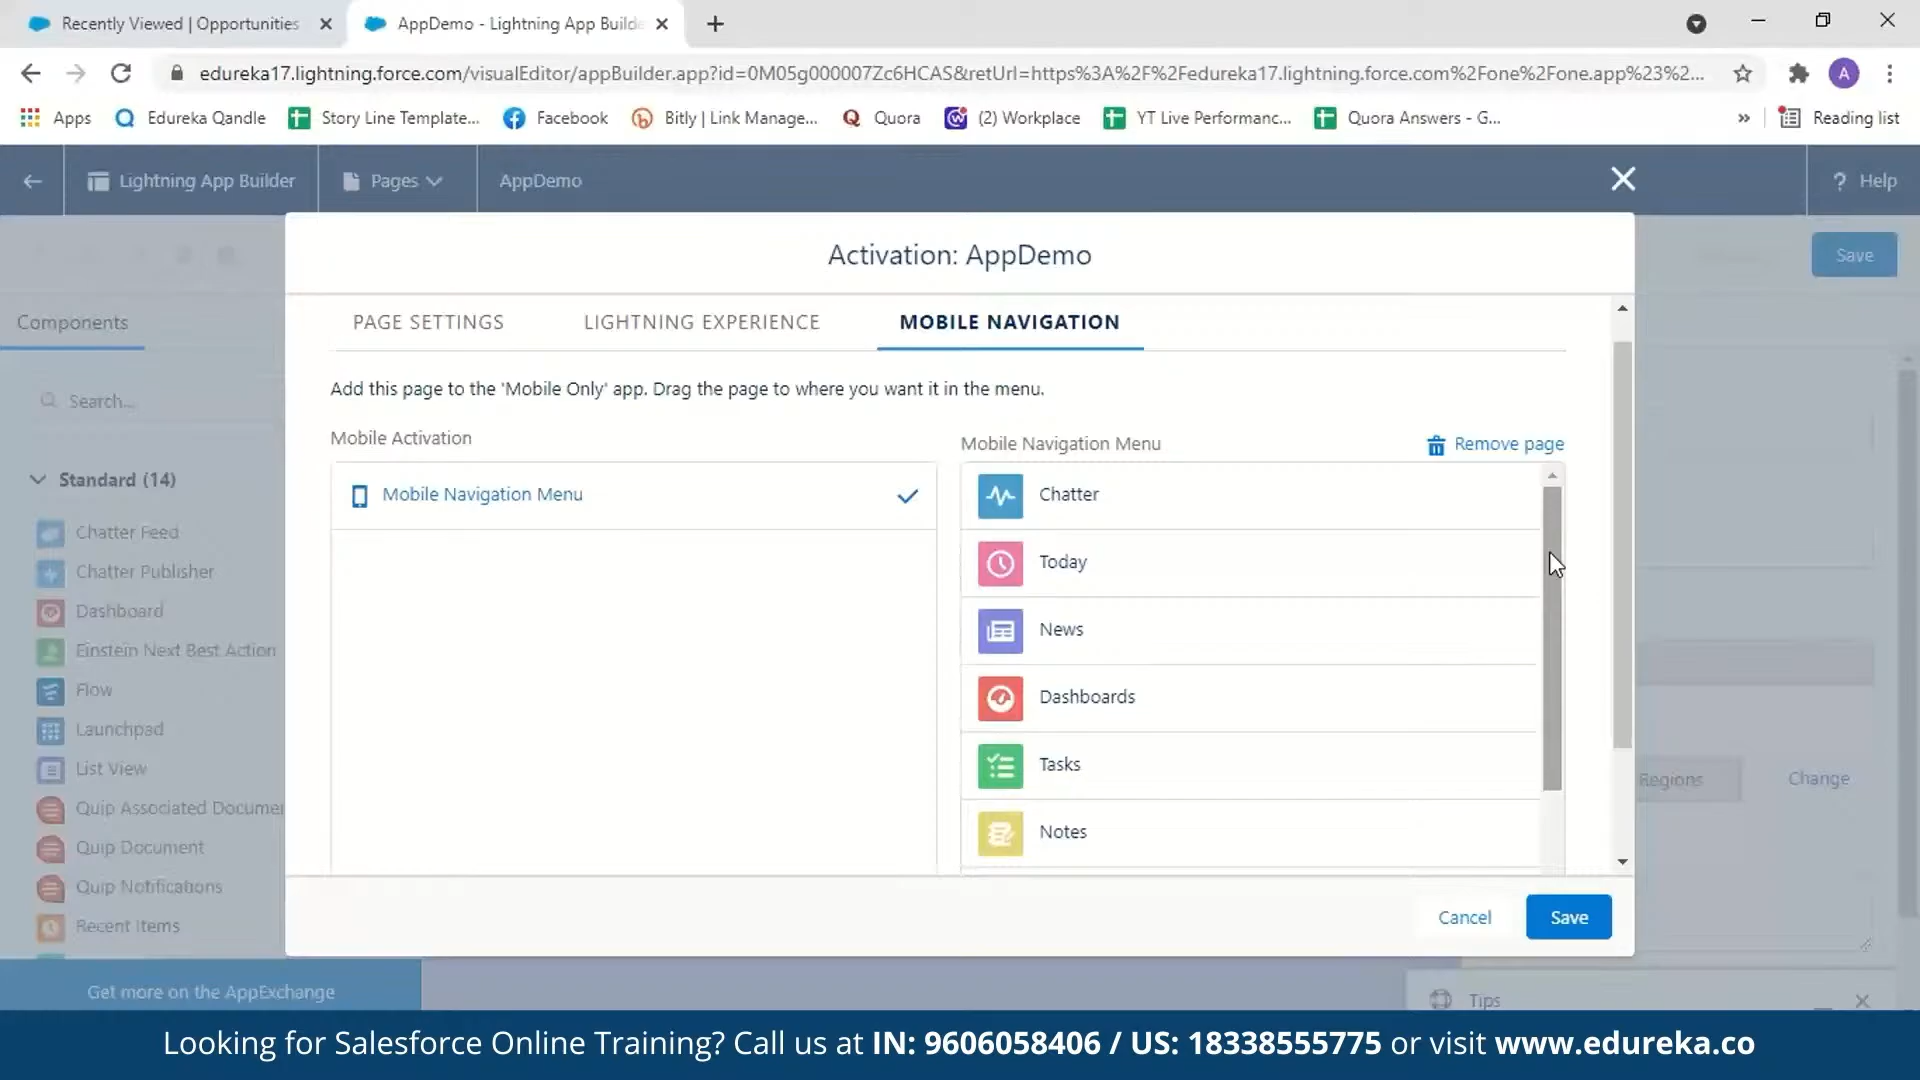 Recently Viewed | Opportunities
AppDemo - Lightning App Builde
edureka17.lightning.force.com/visualEditor/appBuilder.app?id=0M05g000007Zc6HCAS&retUrl=https%3A%2F%2Fedureka17.lightning.force.com%2Fone%2Fone.app%23%2...
A
Apps
Edureka Qandle
Story Line Template...
Facebook
Bitly | Link Manage...
Quora
(2) Workplace
YT Live Performanc...
Quora Answers - G...
»
Reading list
Lightning App Builder
Pages
AppDemo
? Help
Activation: AppDemo
Save
Components
PAGE SETTINGS
LIGHTNING EXPERIENCE
MOBILE NAVIGATION
Add this page to the 'Mobile Only' app. Drag the page to where you want it in the menu.
Search...
Mobile Activation
Mobile Navigation Menu
Remove page
Standard (14)
Mobile Navigation Menu
Chatter
Chatter Feed
Today
Chatter Publisher
Dashboard
News
Einstein Next Best Action
Flow
Dashboards
Launchpad
Tasks
List View
Regions
Change
Quip Associated Documen
Notes
Quip Document
Quip Notifications
Recent Items
Cancel
Save
Get more on the AppExchange
Tips
Looking for Salesforce Online Training? Call us at IN: 9606058406 / US: 18338555775 or visit www.edureka.co